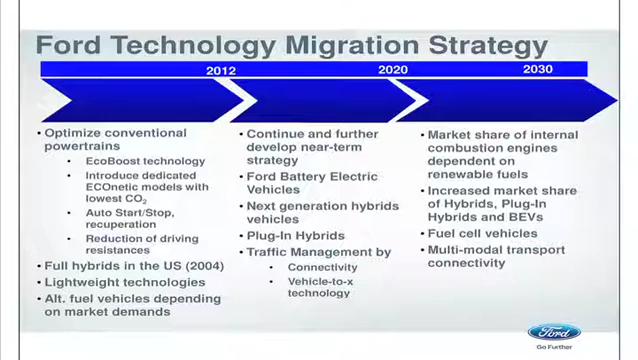 Ford Technology Migration Strategy
2012 2020 2030
• Optimize conventional
powertrains
• EcoBoost technology
• Introduce dedicated
ECOnetic models with
lowest CO₂
• Auto Start/Stop,
recuperation
• Reduction of driving
resistances
• Full hybrids in the US (2004)
• Lightweight technologies
• Alt. fuel vehicles depending
on market demands
• Continue and further
develop near-term
strategy
• Ford Battery Electric
Vehicles
• Next generation hybrids
vehicles
• Plug-In Hybrids
• Traffic Management by
• Connectivity
• Vehicle-to-x
technology
• Market share of internal
combustion engines
dependent on
renewable fuels
• Increased market share
of Hybrids, Plug-In
Hybrids and BEVs
• Fuel cell vehicles
• Multi-modal transport
connectivity
Ford
Go Further